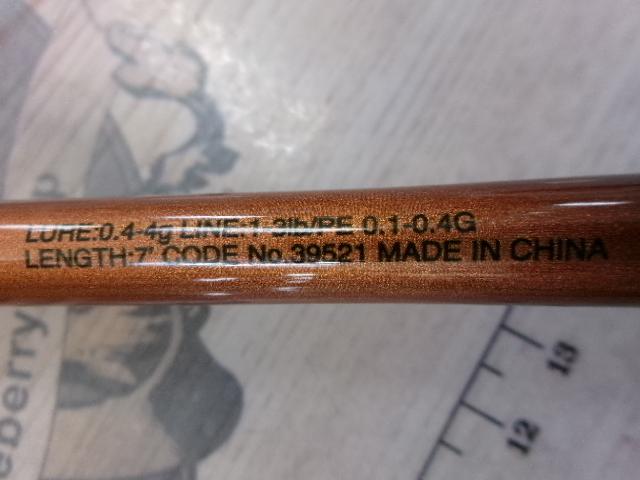 LURE:0.4-4g LINE:1-3lb/PE 0.1-0.4G
LENGTH:7' CODE No.39521 MADE IN CHINA
eberry
p
12
13